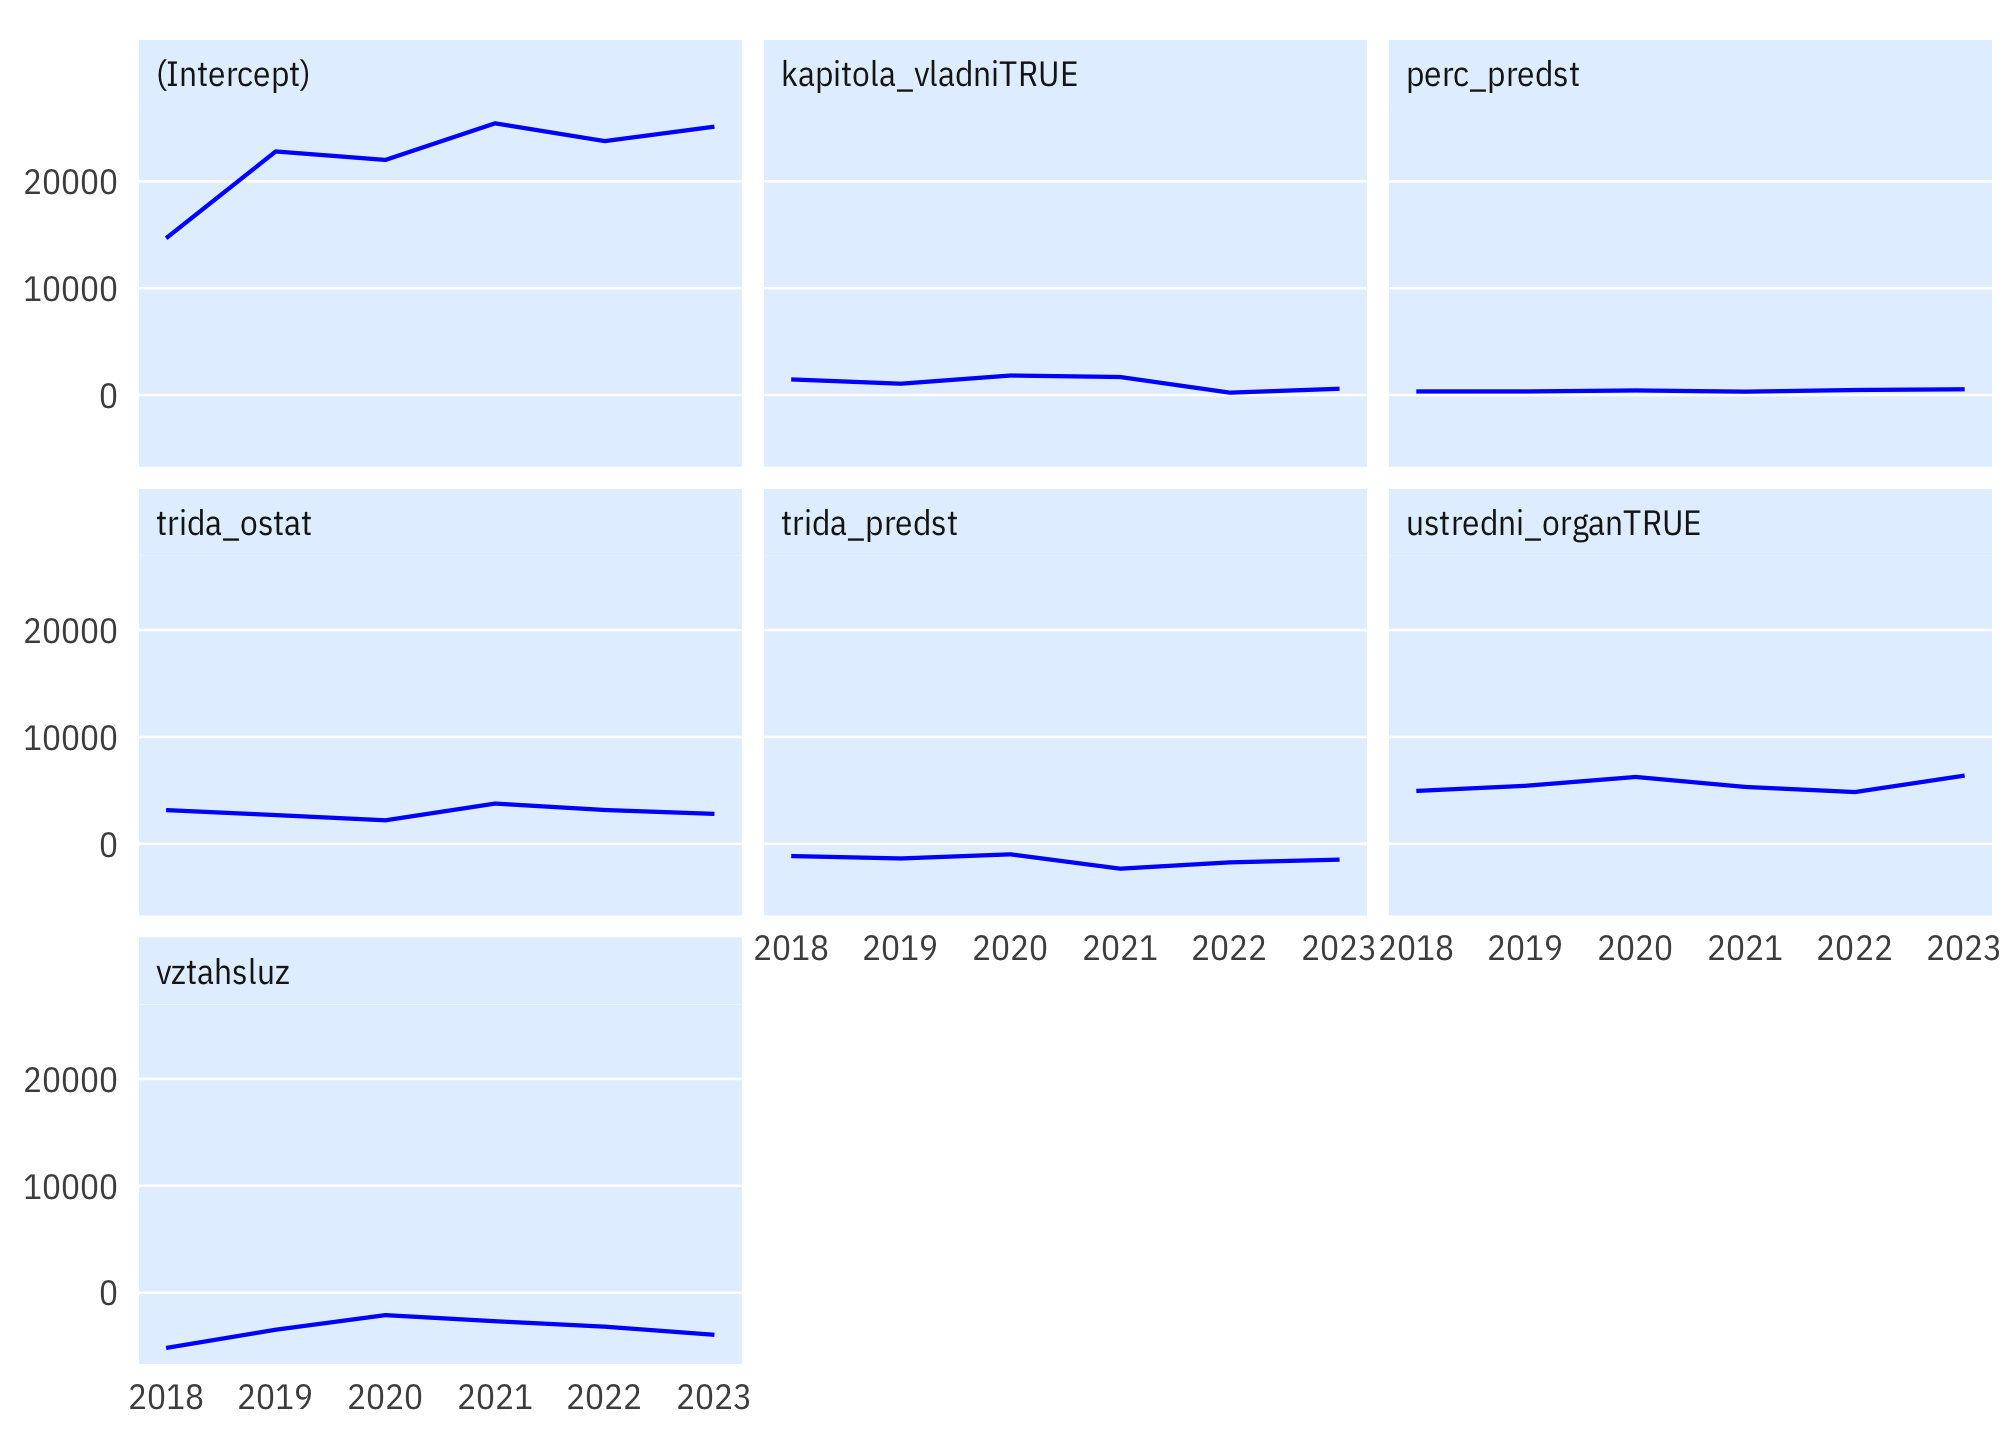 (Intercept) kapitola_vladniTRUE perc_predst
20000
10000
0
trida_ostat trida_predst ustredni_organTRUE
20000
10000
0
2018 2019 2020 2021 2022 2023 2018 2019 2020 2021 2022 2023
vztahsluz
20000
10000
0
2018 2019 2020 2021 2022 2023